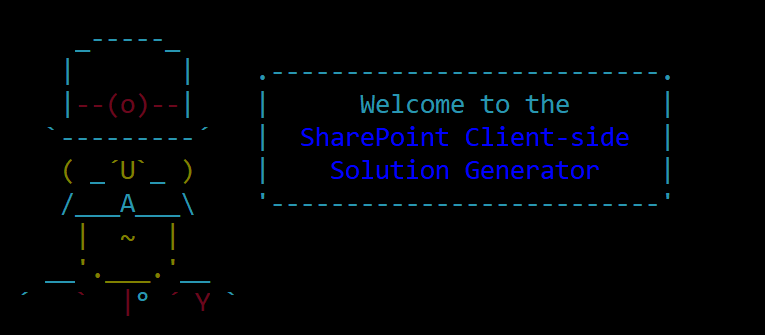 Welcome to the
SharePoint Client-side
Solution Generator